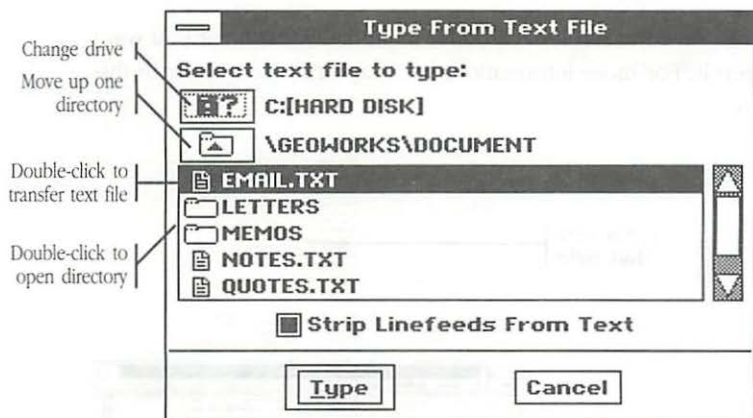 Type From Text File
Select text file to type:
Change drive
C:[HARD DISK]
Move up one
directory
\GEOWORKS\DOCUMENT
Double-click to
transfer text file
EMAIL.TXT
LETTERS
MEMOS
Double-click to
open directory
NOTES.TXT
QUOTES.TXT
Strip Linefeeds From Text
Type
Cancel